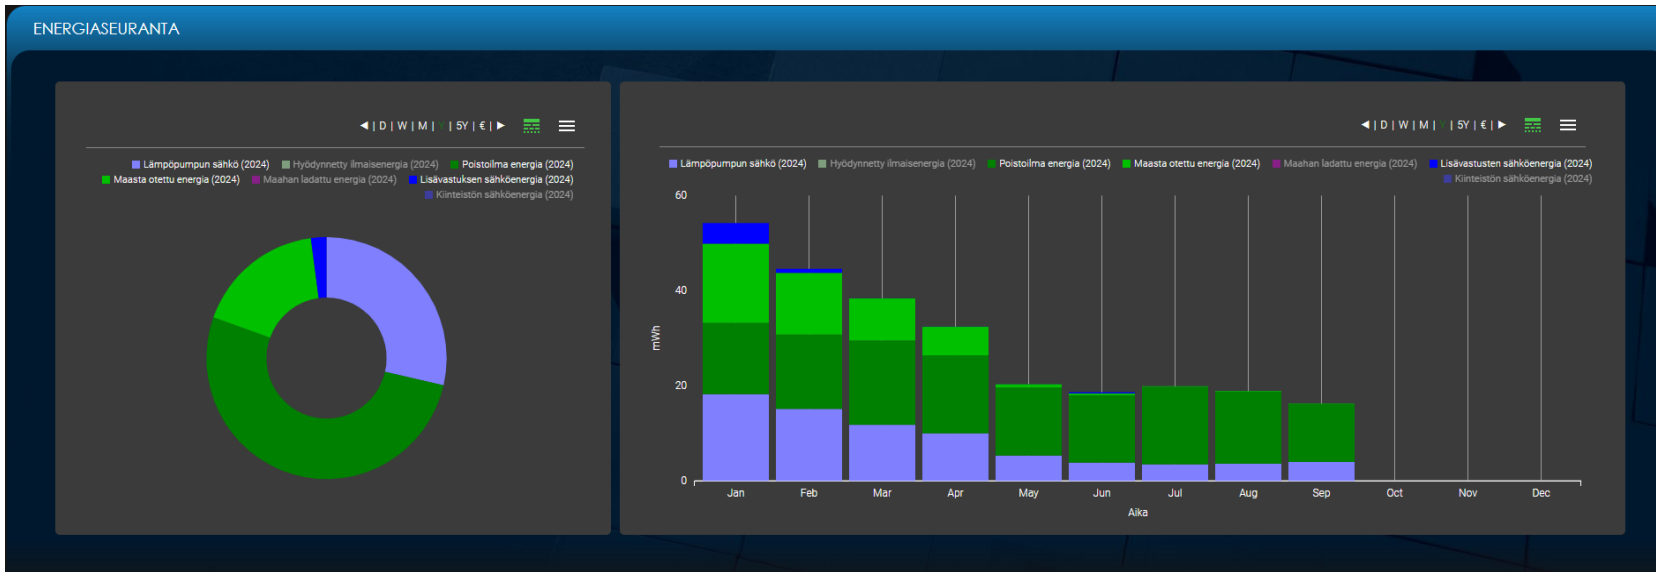 ENERGIASEURANTA
◄ | D | W | M | Y | 5Y | € | ►
Lämpöpumpun sähkö (2024) Hyödynnetty ilmaisenergia (2024) Poistoilma energia (2024)
Maasta otettu energia (2024) Maahan ladattu energia (2024) Lisävastuksen sähköenergia (2024)
Kiinteistön sähköenergia (2024)
◄ | D | W | M | Y | 5Y | € | ►
Lämpöpumpun sähkö (2024) Hyödynnetty ilmaisenergia (2024) Poistoilma energia (2024) Maasta otettu energia (2024) Maahan ladattu energia (2024) Lisävastusten sähköenergia (2024)
Kiinteistön sähköenergia (2024)
60
40
mWh
20
0
Jan Feb Mar Apr May Jun Jul Aug Sep Oct Nov Dec
Aika